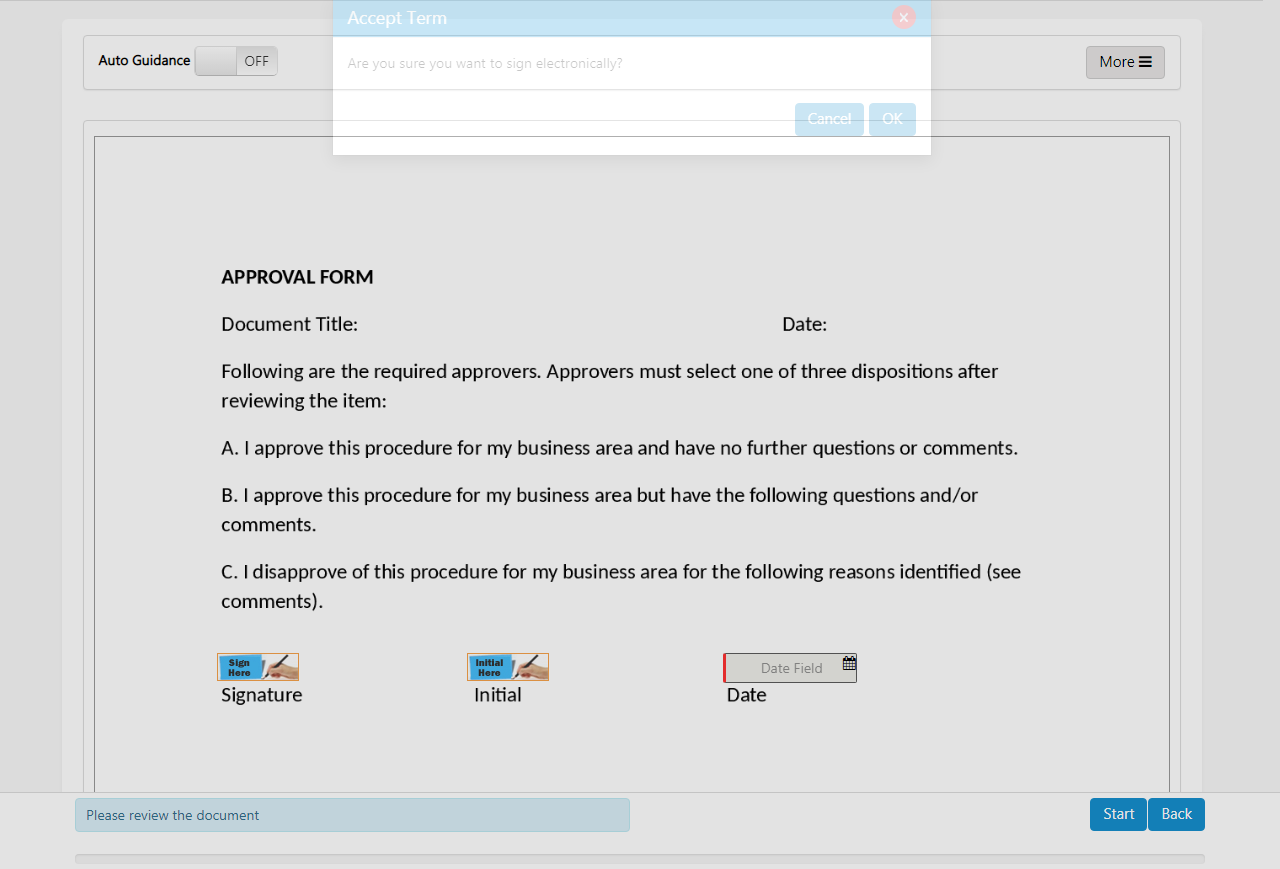 Accept Term
x
Are you sure you want to sign electronically?
Cancel OK
Auto Guidance OFF
More
APPROVAL FORM
Document Title: Date:
Following are the required approvers. Approvers must select one of three dispositions after
reviewing the item:
A. I approve this procedure for my business area and have no further questions or comments.
B. I approve this procedure for my business area but have the following questions and/or
comments.
C. I disapprove of this procedure for my business area for the following reasons identified (see
comments).
Sign
Here
Initial
Here
Date Field
Signature Initial Date
Please review the document
Start Back